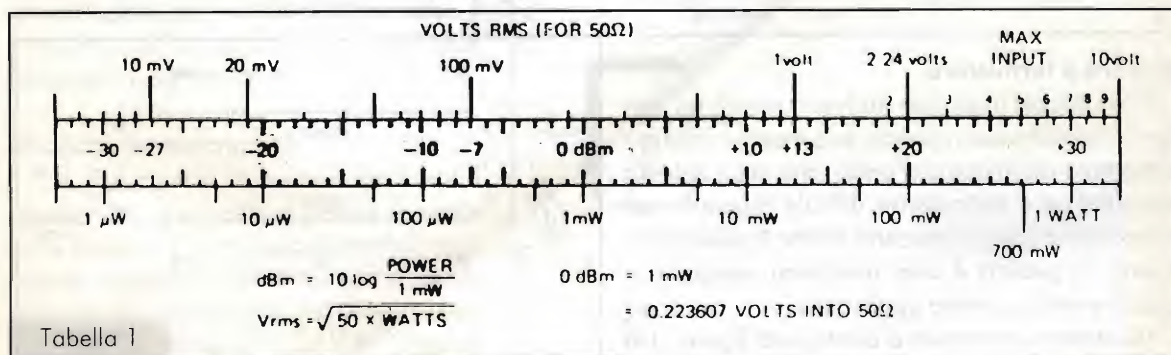 VOLTS RMS (FOR 50Ω)
MAX
INPUT
10 mV 20 mV 100 mV 1volt 2 24 volts 10volt
2 3 4 5 6 7 8 9
-30 -27 -20 -10 -7 0 dBm +10 +13 +20 +30
1 µW 10 µW 100 µW 1mW 10 mW 100 mW 1 WATT
700 mW
dBm = 10 log POWER / 1 mW
0 dBm = 1 mW
Vrms = √50 × WATTS
= 0.223607 VOLTS INTO 50Ω
Tabella 1